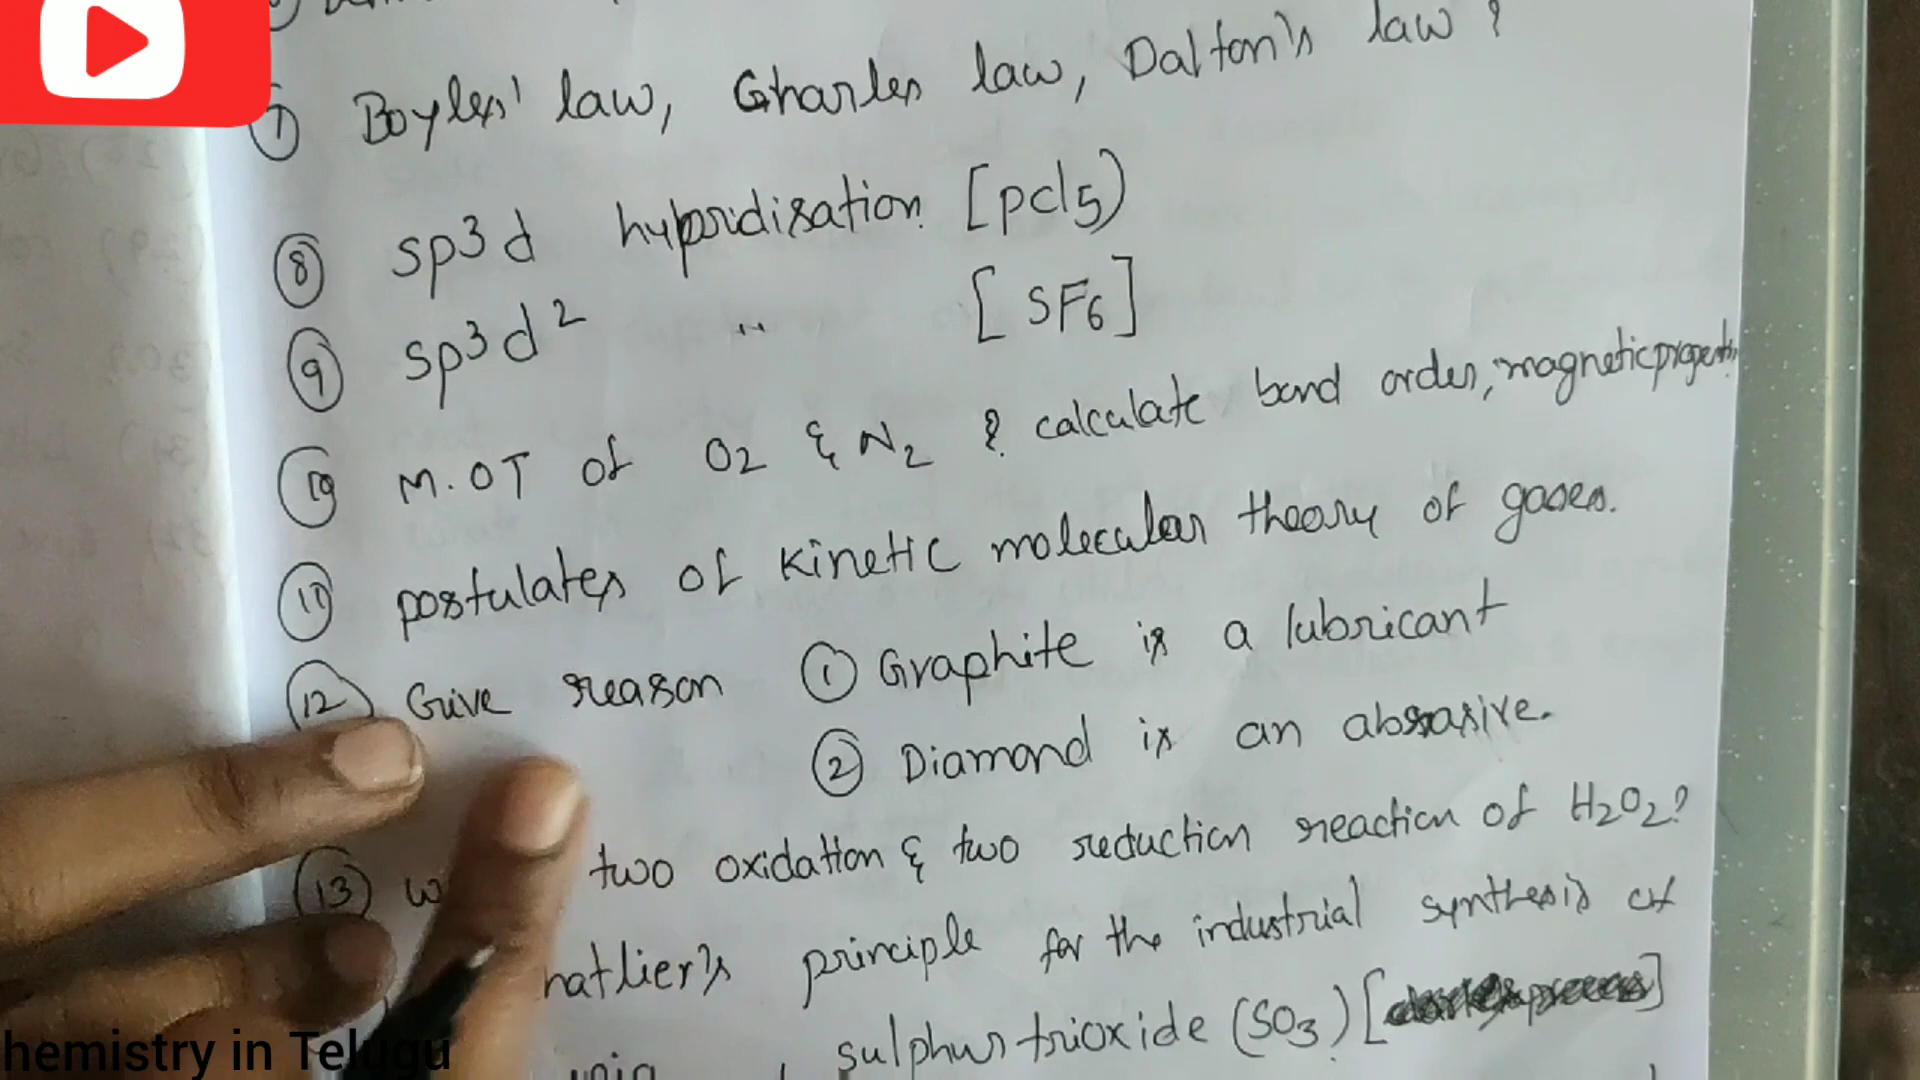 ⑦ Boyles' law, Gharles law, Dalton's law ?
⑧ sp³d hybridisation [pcl5)
⑨ sp³d² " [SF6]
⑩ M.OT of O2 & N2 ? calculate bond order, magnetic properties
⑪ postulates of kinetic molecular theory of gases.
⑫ Give reason ① Graphite is a lubricant
② Diamond is an abrasive.
⑬ two oxidation & two reduction reaction of H2O2?
hatlier's principle for the industrial synthesis of
sulphur trioxide (SO3) [
hemistry in Telugu